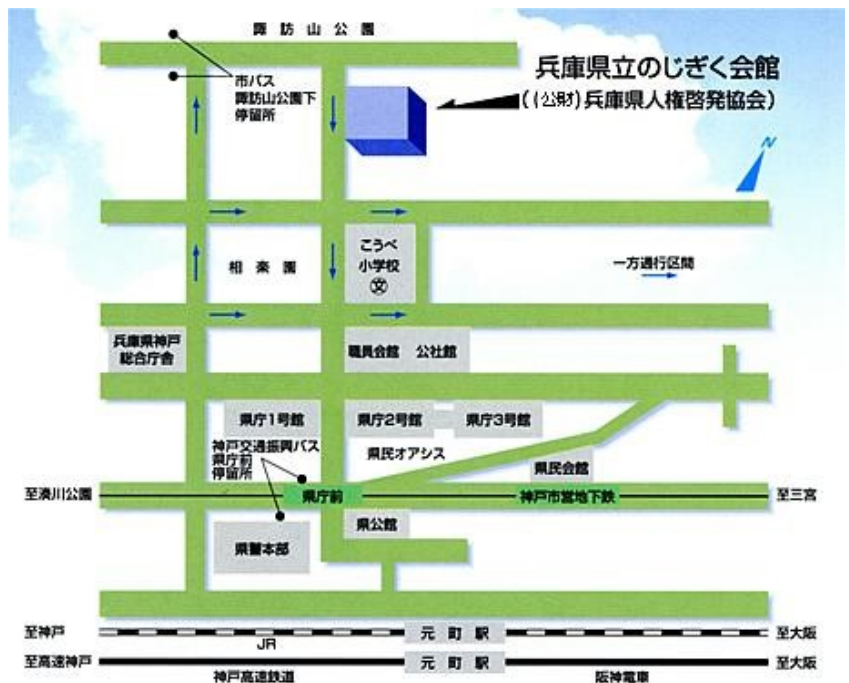 諏訪山公園
市バス
諏訪山公園下
停留所
兵庫県立のじぎく会館
((公財)兵庫県人権啓発協会)
N
こうべ
小学校
文
相楽園
一方通行区間
兵庫県神戸
総合庁舎
職員会館 公社館
県庁1号館
県庁2号館
県庁3号館
神戸交通振興バス
県庁前
停留所
県民オアシス
県民会館
至湊川公園
県庁前
神戸市営地下鉄
至三宮
県公館
県警本部
至神戸
JR
元町駅
至大阪
至高速神戸
神戸高速鉄道
元町駅
阪神電車
至大阪